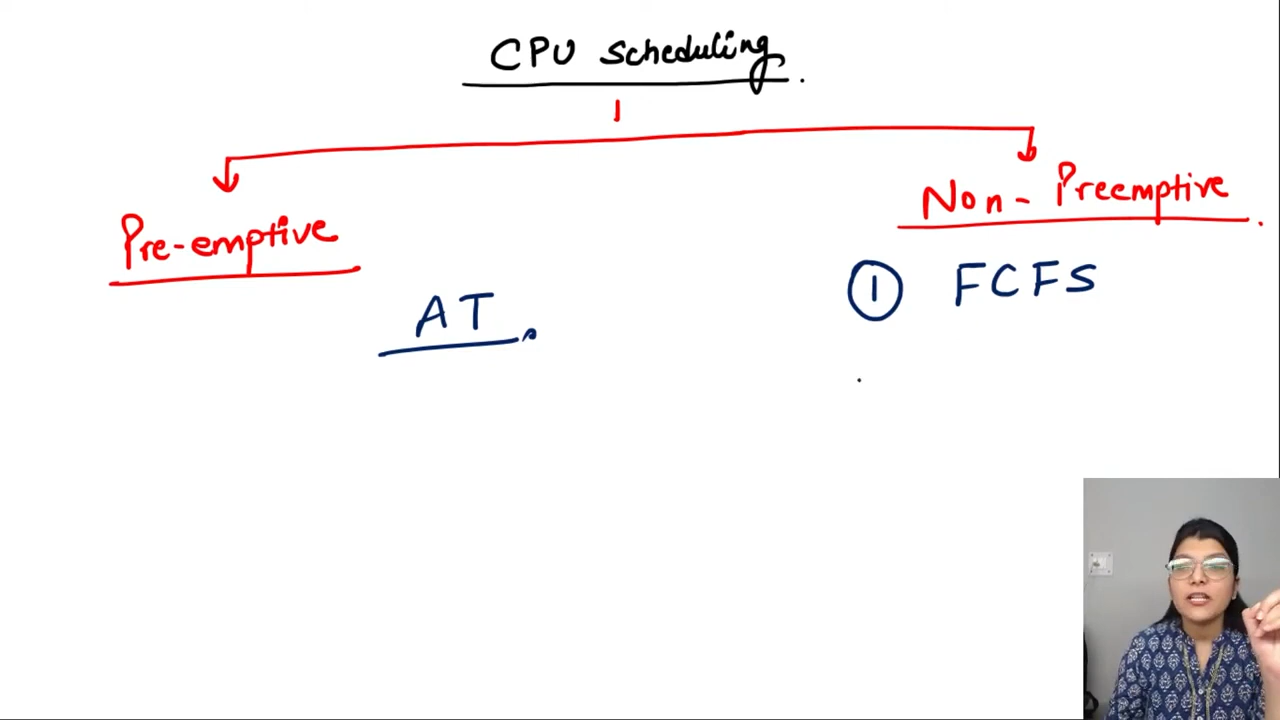 CPU Scheduling
Pre-emptive
Non-Preemptive
AT
① FCFS